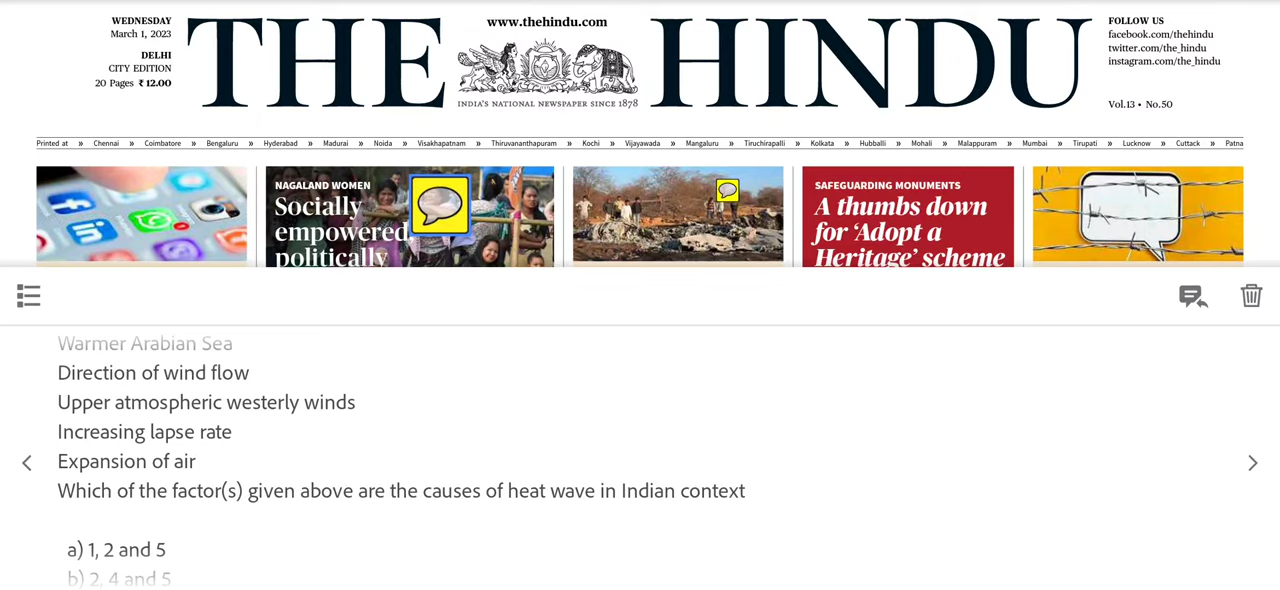 WEDNESDAY
March 1, 2023
DELHI
CITY EDITION
20 Pages ₹12.00
THE HINDU
www.thehindu.com
INDIA'S NATIONAL NEWSPAPER SINCE 1878
FOLLOW US
facebook.com/thehindu
twitter.com/the_hindu
instagram.com/the_hindu
Vol.13 • No.50
Printed at » Chennai » Coimbatore » Bengaluru » Hyderabad » Madurai » Noida » Visakhapatnam » Thiruvananthapuram » Kochi » Vijayawada » Mangaluru » Tiruchirapalli » Kolkata » Hubballi » Mohali » Malappuram » Mumbai » Tirupati » Lucknow » Cuttack » Patna
NAGALAND WOMEN
Socially
empowered
politically
SAFEGUARDING MONUMENTS
A thumbs down
for ‘Adopt a
Heritage’ scheme
Warmer Arabian Sea
Direction of wind flow
Upper atmospheric westerly winds
Increasing lapse rate
Expansion of air
Which of the factor(s) given above are the causes of heat wave in Indian context
a) 1, 2 and 5
b) 2, 4 and 5